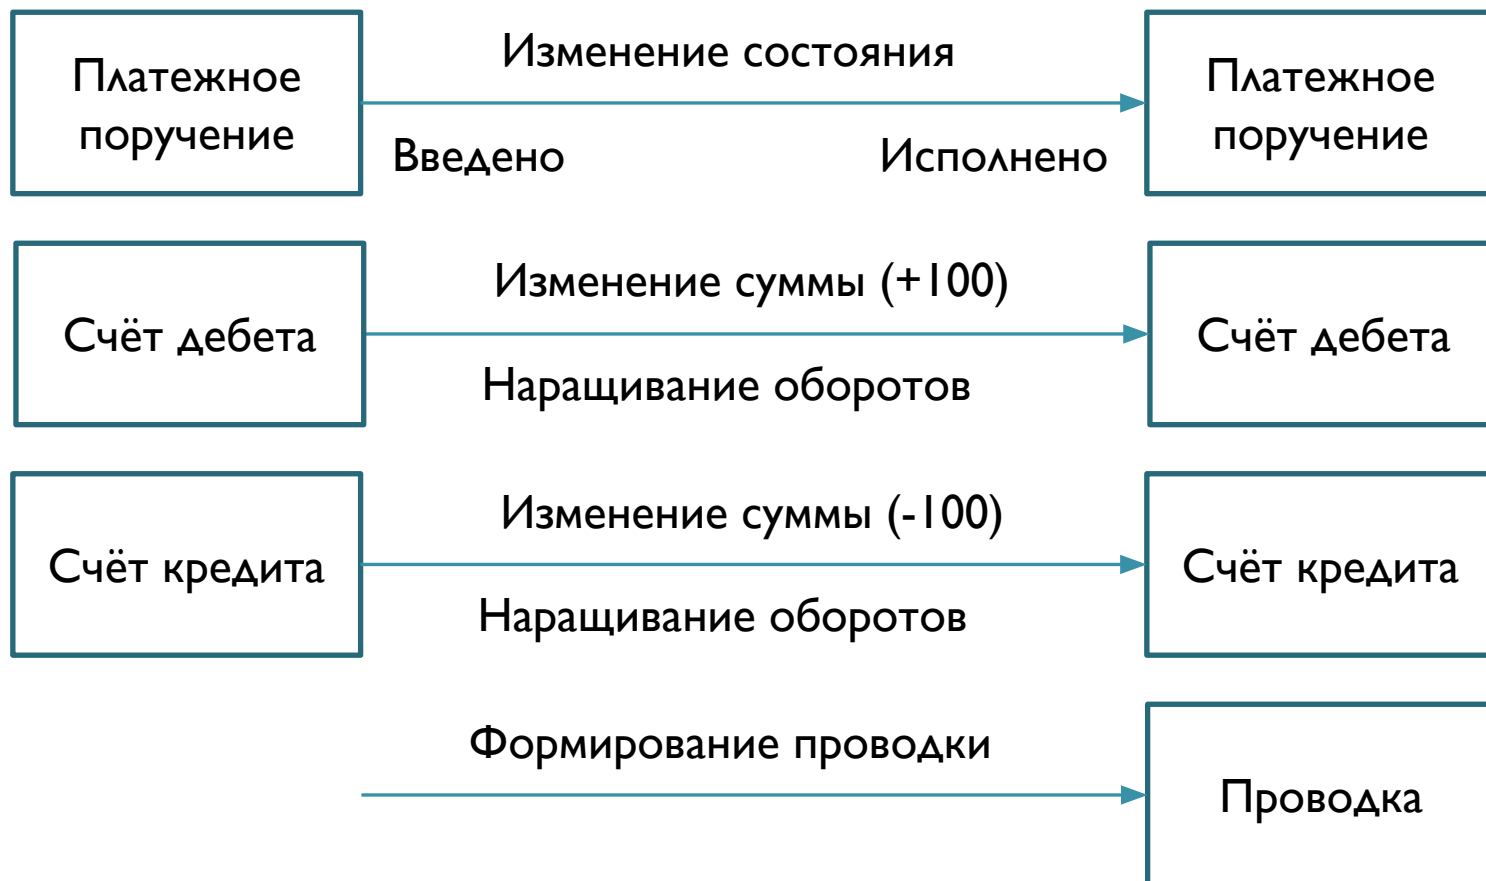 Платежное
поручение
Изменение состояния
Введено
Исполнено
Платежное
поручение
Счёт дебета
Изменение суммы (+100)
Наращивание оборотов
Счёт дебета
Счёт кредита
Изменение суммы (-100)
Наращивание оборотов
Счёт кредита
Формирование проводки
Проводка